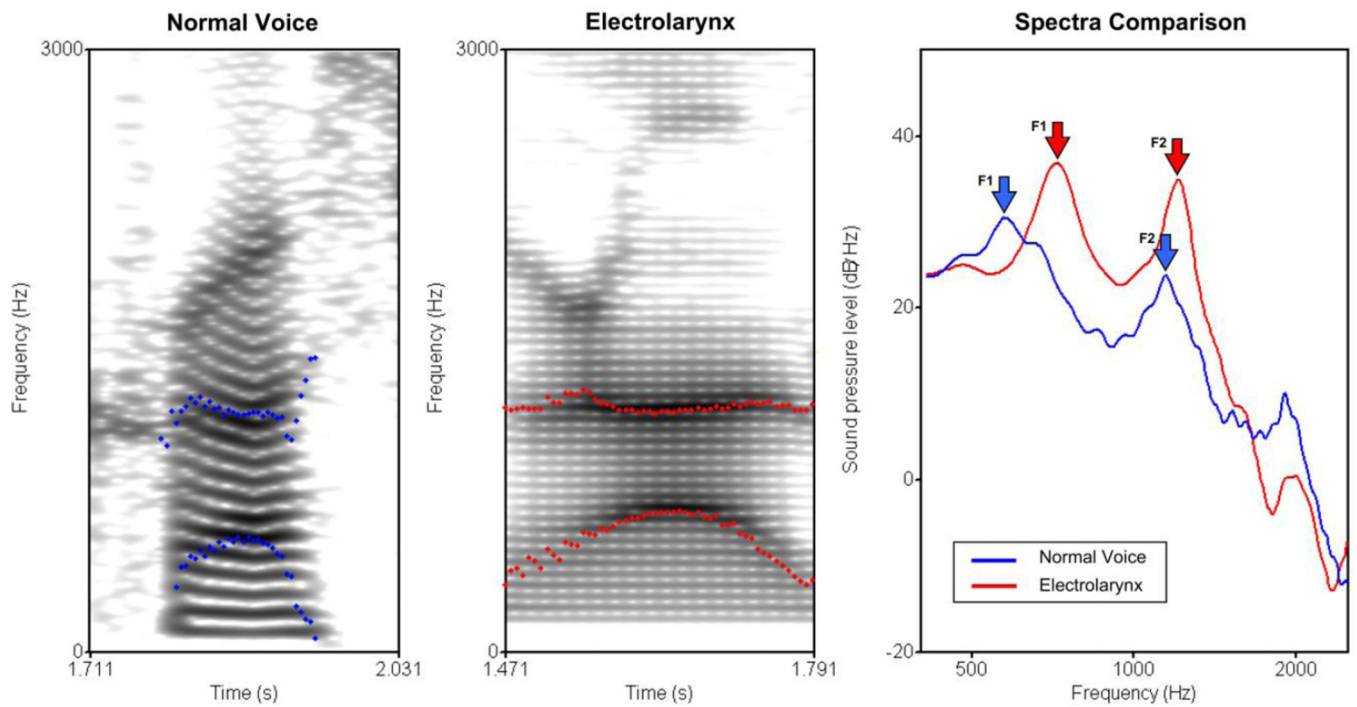 Normal Voice
Electrolarynx
Spectra Comparison
3000
Frequency (Hz)
0
1.711
2.031
Time (s)
3000
Frequency (Hz)
0
1.471
1.791
Time (s)
40
20
0
-20
Sound pressure level (dB/Hz)
F1
F1
F2
F2
Normal Voice
Electrolarynx
500
1000
2000
Frequency (Hz)